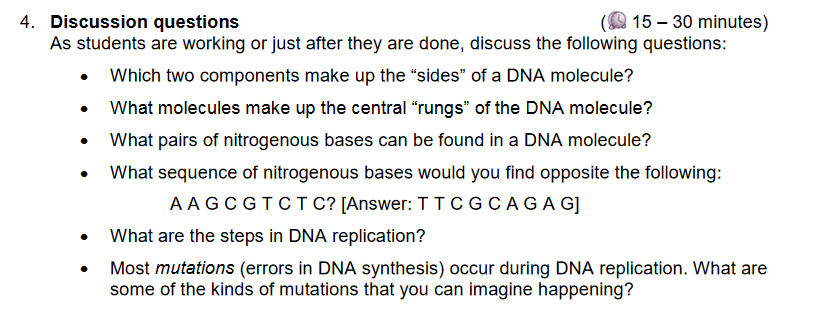 4. Discussion questions (15 – 30 minutes)
As students are working or just after they are done, discuss the following questions:
• Which two components make up the “sides” of a DNA molecule?
• What molecules make up the central “rungs” of the DNA molecule?
• What pairs of nitrogenous bases can be found in a DNA molecule?
• What sequence of nitrogenous bases would you find opposite the following:
A A G C G T C T C? [Answer: T T C G C A G A G]
• What are the steps in DNA replication?
• Most mutations (errors in DNA synthesis) occur during DNA replication. What are
some of the kinds of mutations that you can imagine happening?